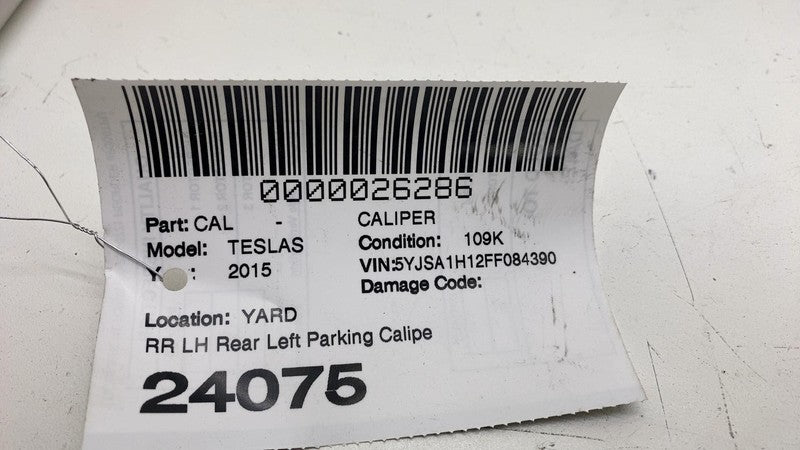 0000026286
Part: CAL - CALIPER
Model: TESLAS Condition: 109K
2015 VIN:5YJSA1H12FF084390
Damage Code:
Location: YARD
RR LH Rear Left Parking Calipe
24075